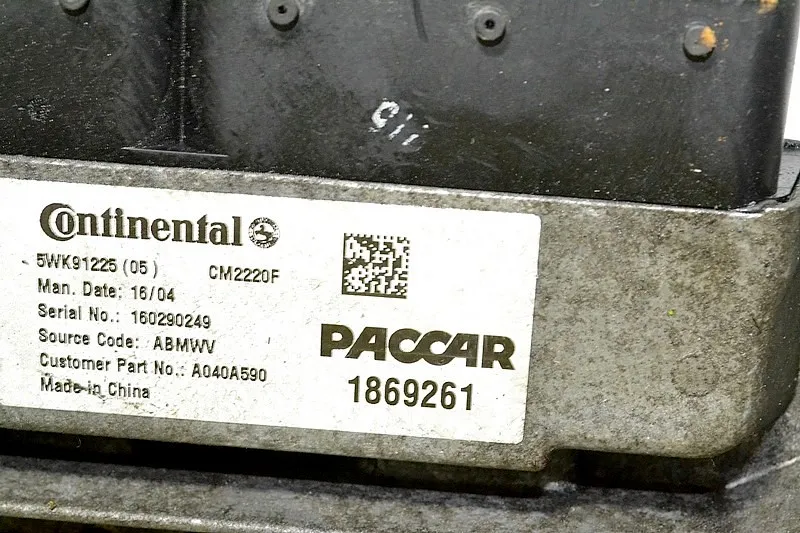 Continental
5WK91225 (05) CM2220F
Man. Date: 16/04
Serial No.: 160290249
Source Code: ABMWV
Customer Part No.: A040A590
Made in China
PACCAR
1869261